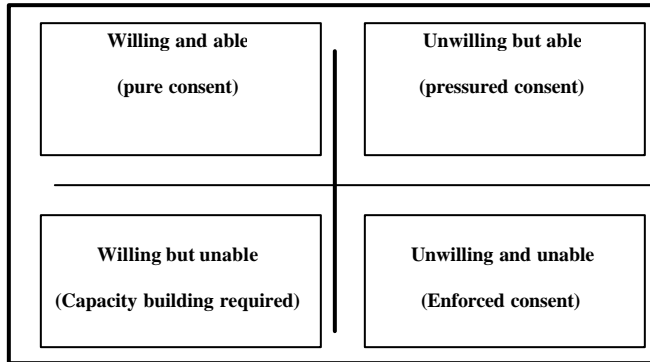 Willing and able
(pure consent)
Unwilling but able
(pressured consent)
Willing but unable
(Capacity building required)
Unwilling and unable
(Enforced consent)